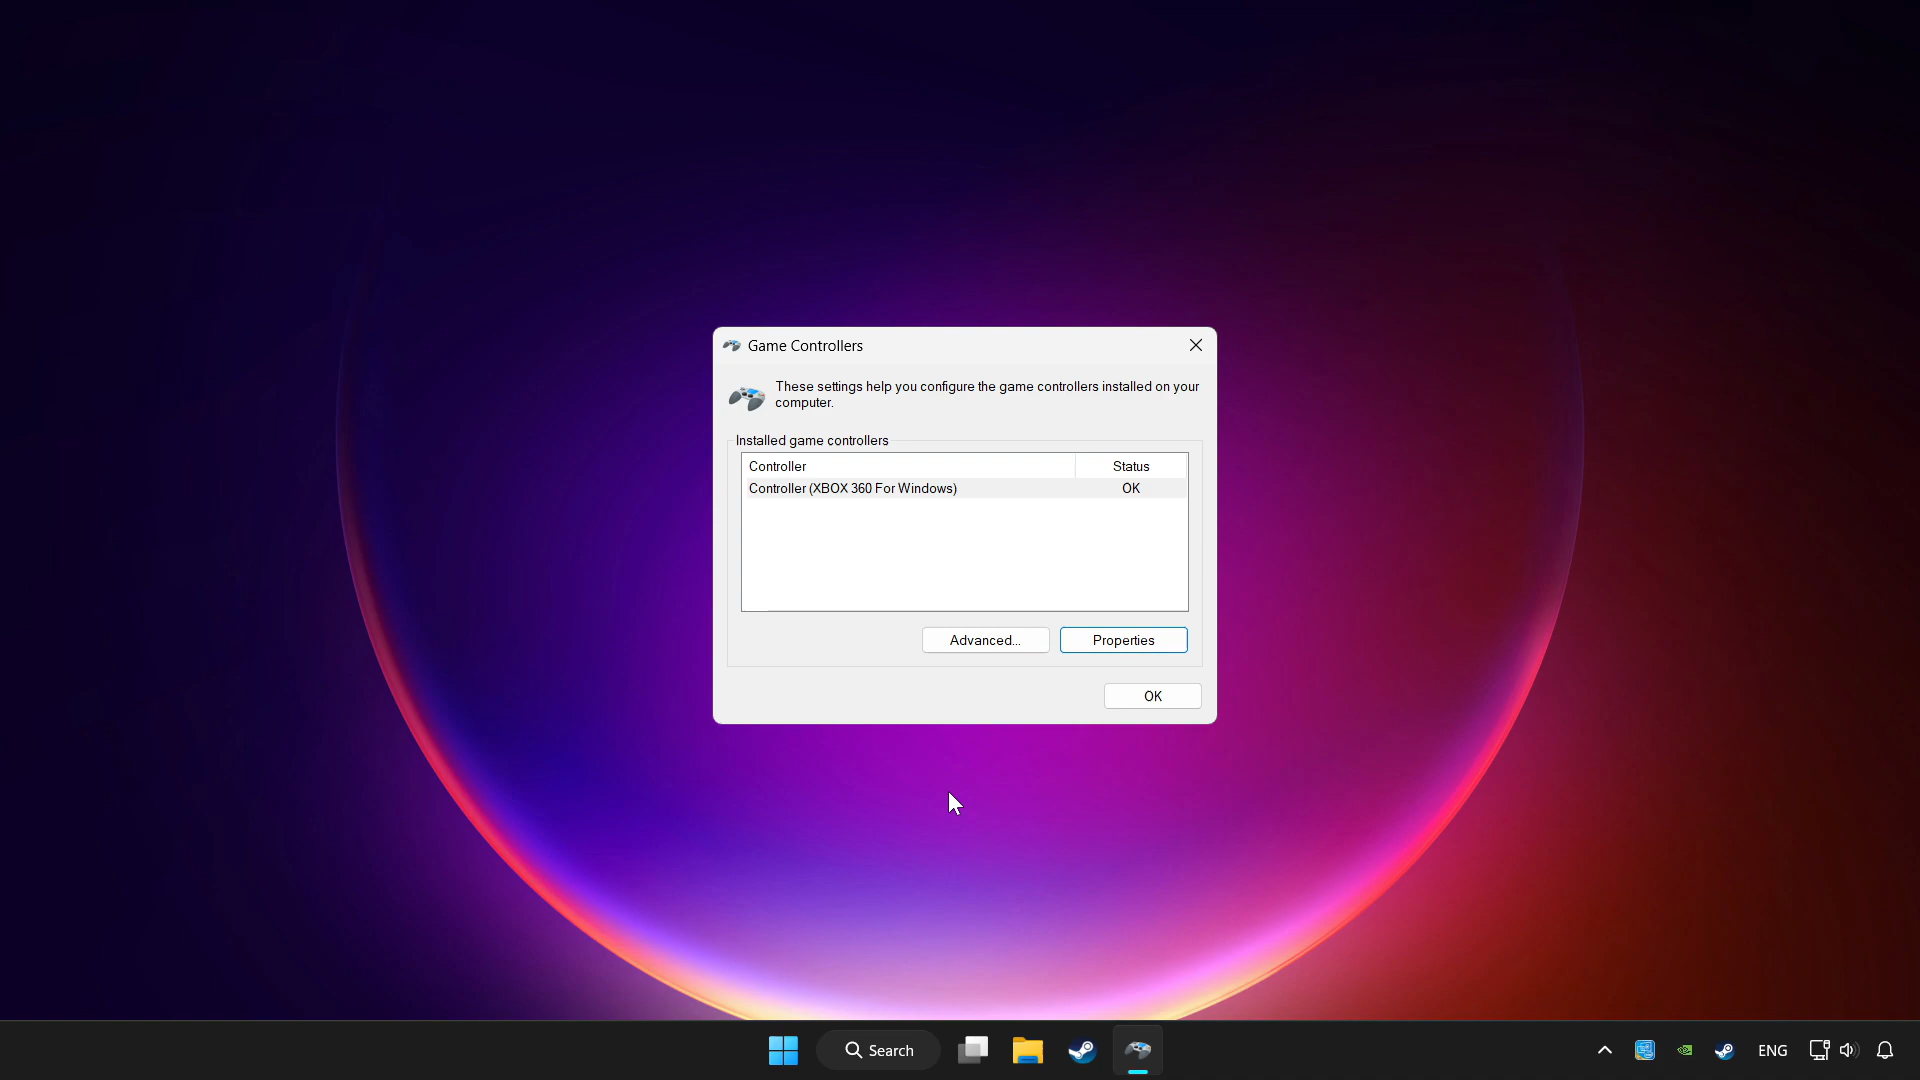 Game Controllers
These settings help you configure the game controllers installed on your
computer.
Installed game controllers
Controller Status
Controller (XBOX 360 For Windows) OK
Advanced... Properties
OK
Search
ENG